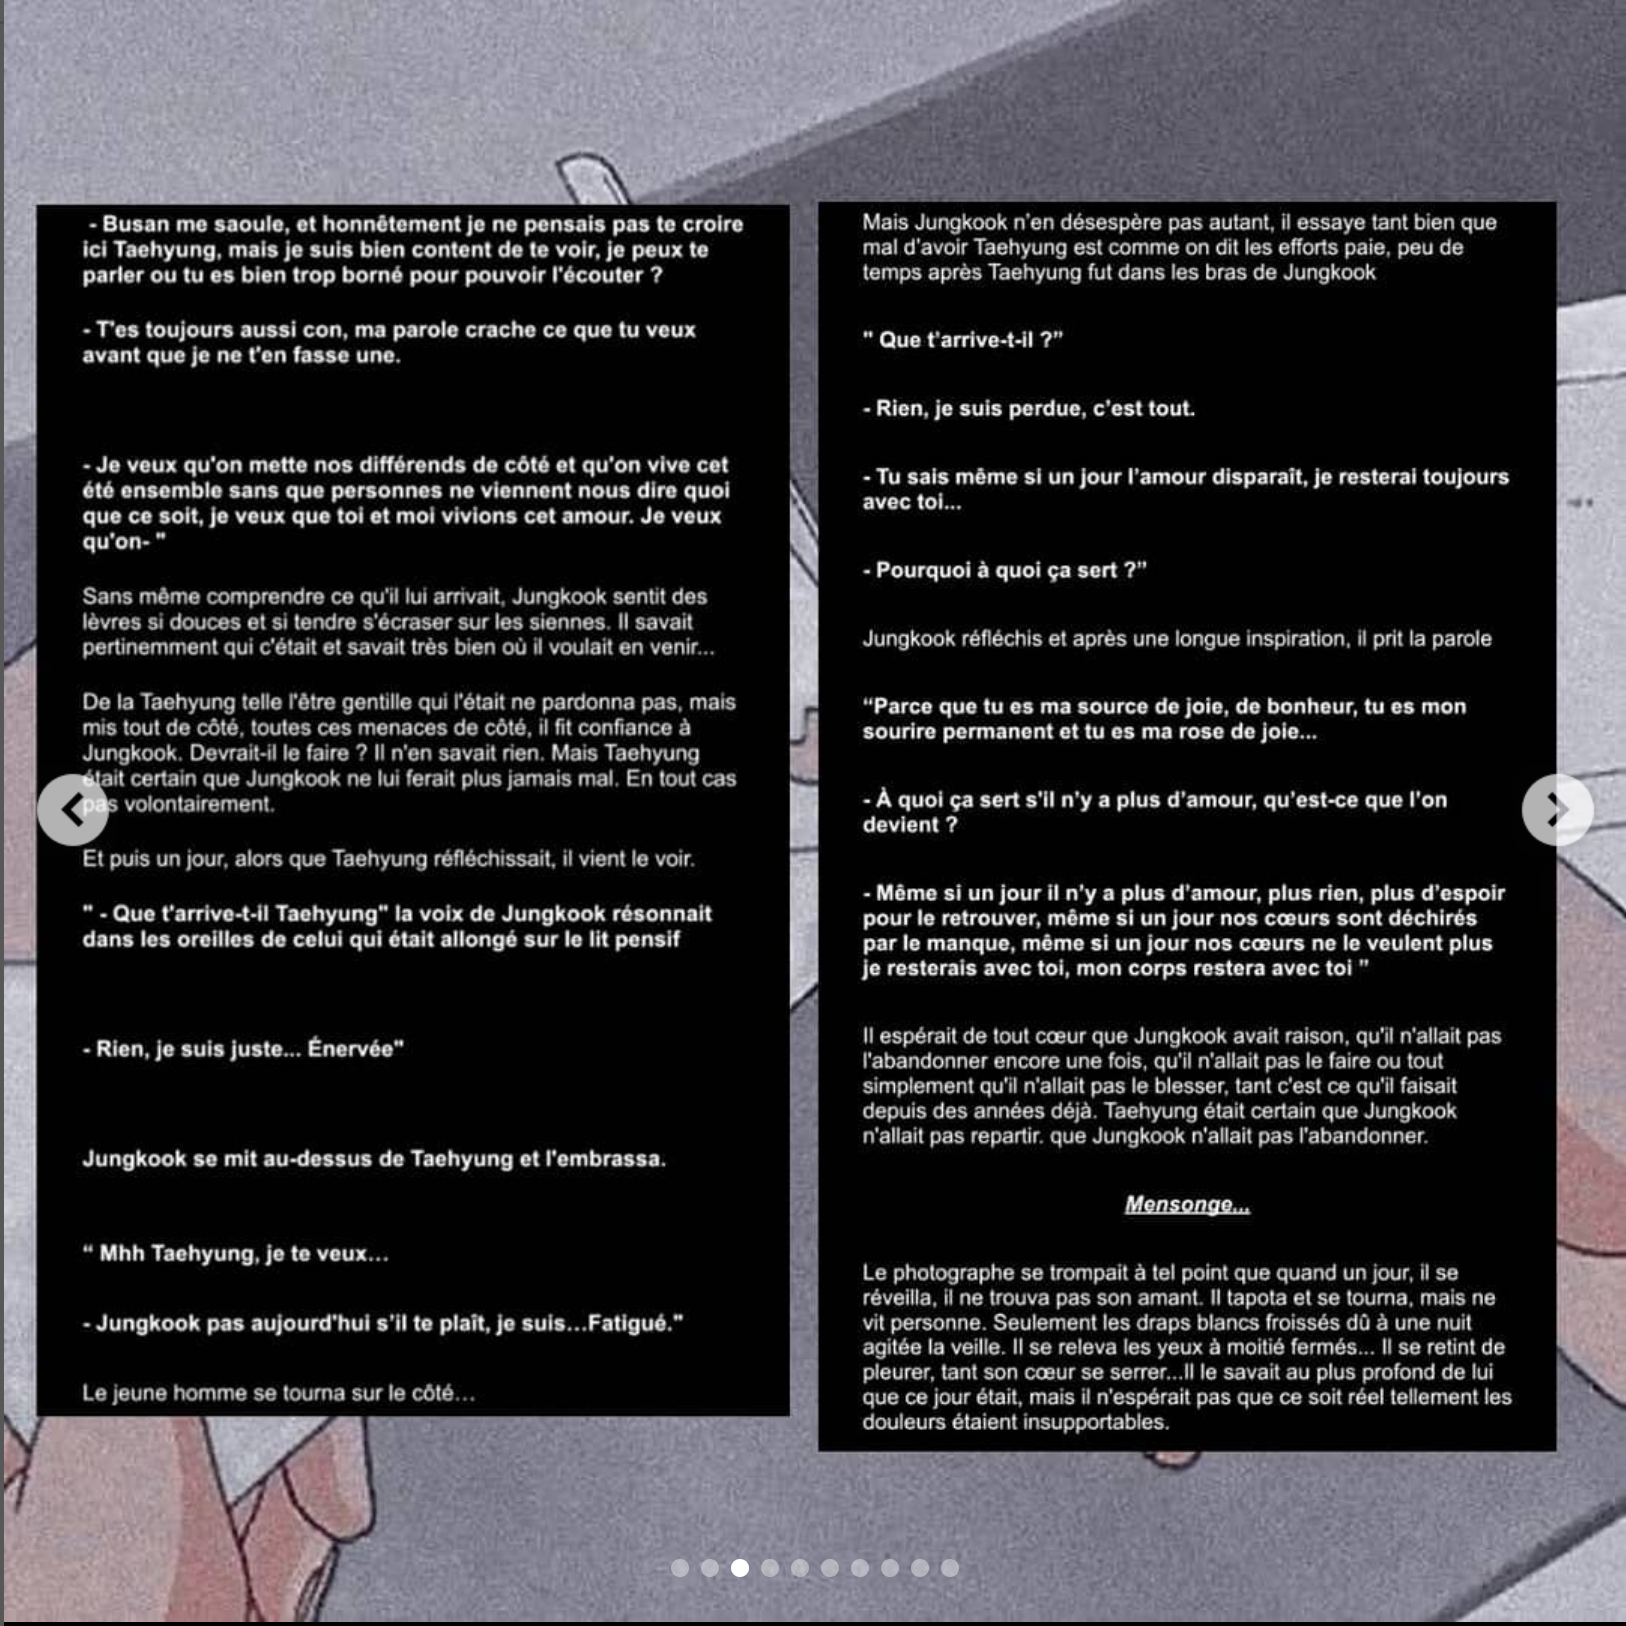 - Busan me saoule, et honnêtement je ne pensais pas te croire
ici Taehyung, mais je suis bien content de te voir, je peux te
parler ou tu es bien trop borné pour pouvoir l'écouter ?
- T'es toujours aussi con, ma parole crache ce que tu veux
avant que je ne t'en fasse une.
- Je veux qu'on mette nos différends de côté et qu'on vive cet
été ensemble sans que personnes ne viennent nous dire quoi
que ce soit, je veux que toi et moi vivions cet amour. Je veux
qu'on- "
Sans même comprendre ce qu'il lui arrivait, Jungkook sentit des
lèvres si douces et si tendre s'écraser sur les siennes. Il savait
pertinemment qui c'était et savait très bien où il voulait en venir...
De la Taehyung telle l'être gentille qui l'était ne pardonna pas, mais
mis tout de côté, toutes ces menaces de côté, il fit confiance à
Jungkook. Devrait-il le faire ? Il n'en savait rien. Mais Taehyung
était certain que Jungkook ne lui ferait plus jamais mal. En tout cas
pas volontairement.
Et puis un jour, alors que Taehyung réfléchissait, il vient le voir.
" - Que t'arrive-t-il Taehyung" la voix de Jungkook résonnait
dans les oreilles de celui qui était allongé sur le lit pensif
- Rien, je suis juste... Énervée"
Jungkook se mit au-dessus de Taehyung et l'embrassa.
“ Mhh Taehyung, je te veux…
- Jungkook pas aujourd'hui s’il te plaît, je suis…Fatigué."
Le jeune homme se tourna sur le côté…
Mais Jungkook n’en désespère pas autant, il essaye tant bien que
mal d’avoir Taehyung est comme on dit les efforts paie, peu de
temps après Taehyung fut dans les bras de Jungkook
" Que t’arrive-t-il ?”
- Rien, je suis perdue, c’est tout.
- Tu sais même si un jour l’amour disparaît, je resterai toujours
avec toi...
- Pourquoi à quoi ça sert ?”
Jungkook réfléchis et après une longue inspiration, il prit la parole
“Parce que tu es ma source de joie, de bonheur, tu es mon
sourire permanent et tu es ma rose de joie...
- À quoi ça sert s'il n’y a plus d’amour, qu’est-ce que l’on
devient ?
- Même si un jour il n’y a plus d’amour, plus rien, plus d’espoir
pour le retrouver, même si un jour nos cœurs sont déchirés
par le manque, même si un jour nos cœurs ne le veulent plus
je resterais avec toi, mon corps restera avec toi ”
Il espérait de tout cœur que Jungkook avait raison, qu'il n'allait pas
l'abandonner encore une fois, qu'il n'allait pas le faire ou tout
simplement qu'il n'allait pas le blesser, tant c'est ce qu'il faisait
depuis des années déjà. Taehyung était certain que Jungkook
n'allait pas repartir. que Jungkook n'allait pas l'abandonner.
Mensonge...
Le photographe se trompait à tel point que quand un jour, il se
réveilla, il ne trouva pas son amant. Il tapota et se tourna, mais ne
vit personne. Seulement les draps blancs froissés dû à une nuit
agitée la veille. Il se releva les yeux à moitié fermés... Il se retint de
pleurer, tant son cœur se serrer...Il le savait au plus profond de lui
que ce jour était, mais il n'espérait pas que ce soit réel tellement les
douleurs étaient insupportables.